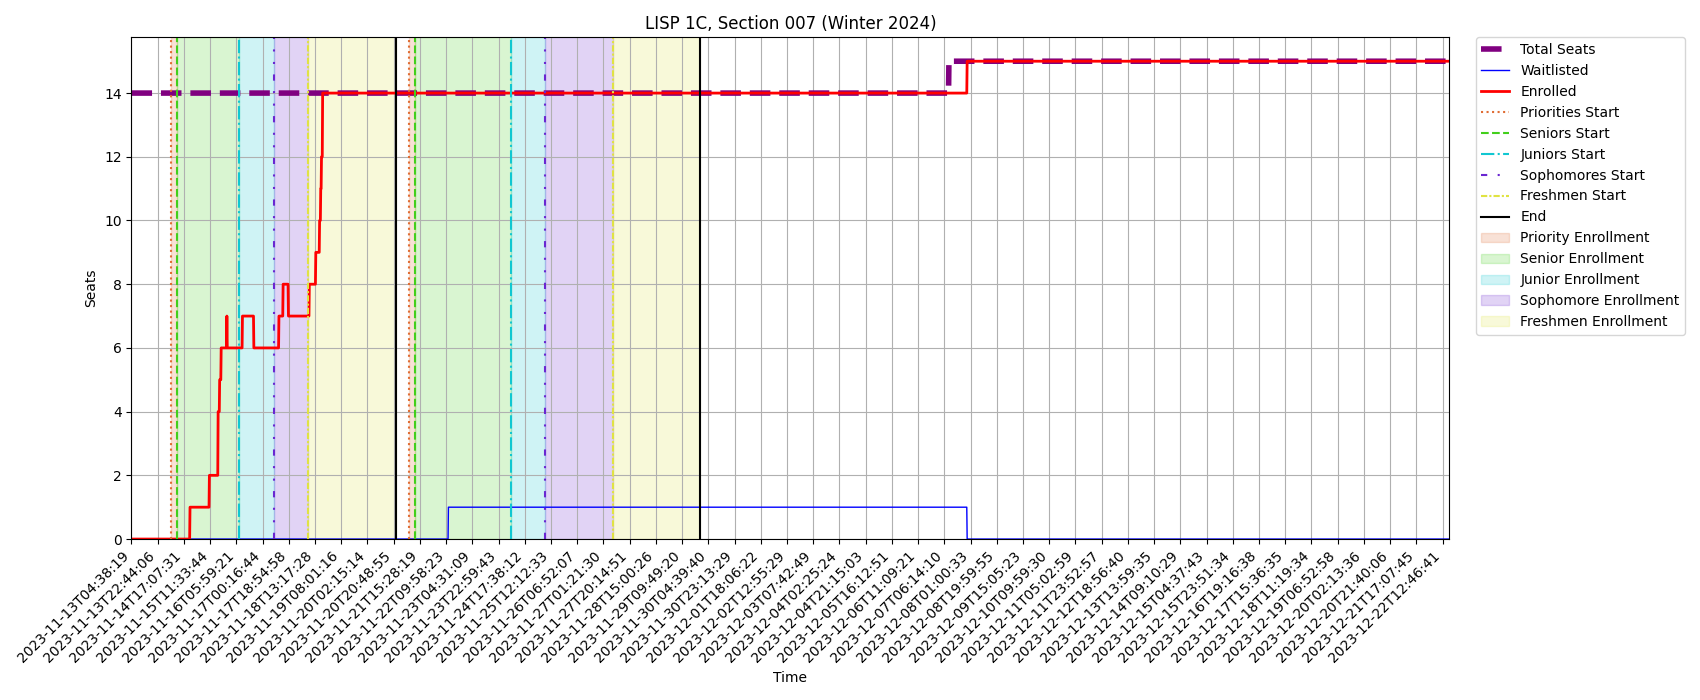 LISP 1C, Section 007 (Winter 2024)
Seats
14
12
10
8
6
4
2
0
2023-11-13T04:38:19
2023-11-13T22:44:06
2023-11-14T17:07:31
2023-11-15T11:33:44
2023-11-16T05:59:21
2023-11-17T00:16:44
2023-11-17T18:54:58
2023-11-18T13:17:28
2023-11-19T08:01:16
2023-11-20T02:15:14
2023-11-20T20:48:55
2023-11-21T15:28:19
2023-11-22T09:58:23
2023-11-23T04:31:09
2023-11-23T22:59:43
2023-11-24T17:38:12
2023-11-25T12:12:33
2023-11-26T06:52:07
2023-11-27T01:21:30
2023-11-27T20:14:51
2023-11-28T15:00:26
2023-11-29T09:49:20
2023-11-30T04:39:40
2023-11-30T23:13:29
2023-12-01T18:06:22
2023-12-02T12:55:29
2023-12-03T07:42:49
2023-12-04T02:25:24
2023-12-04T21:15:03
2023-12-05T16:12:51
2023-12-06T11:09:21
2023-12-07T06:14:10
2023-12-08T01:00:33
2023-12-08T19:59:55
2023-12-09T15:05:23
2023-12-10T09:59:30
2023-12-11T05:02:59
2023-12-11T23:52:57
2023-12-12T18:56:40
2023-12-13T13:59:35
2023-12-14T09:10:29
2023-12-15T04:37:43
2023-12-15T23:51:34
2023-12-16T19:16:38
2023-12-17T15:36:35
2023-12-18T11:19:34
2023-12-19T06:52:58
2023-12-20T02:13:36
2023-12-20T21:40:06
2023-12-21T17:07:45
2023-12-22T12:46:41
Time
Total Seats
Waitlisted
Enrolled
Priorities Start
Seniors Start
Juniors Start
Sophomores Start
Freshmen Start
End
Priority Enrollment
Senior Enrollment
Junior Enrollment
Sophomore Enrollment
Freshmen Enrollment